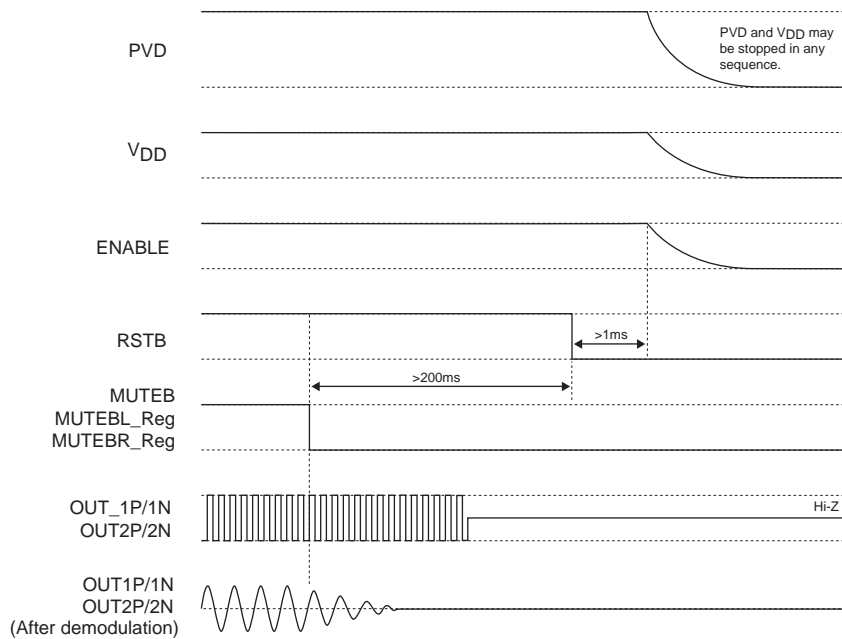 PVD
PVD and VDD may
be stopped in any
sequence.
VDD
ENABLE
RSTB
>1ms
>200ms
MUTEB
MUTEBL_Reg
MUTEBR_Reg
OUT_1P/1N
OUT2P/2N
Hi-Z
OUT1P/1N
OUT2P/2N
(After demodulation)